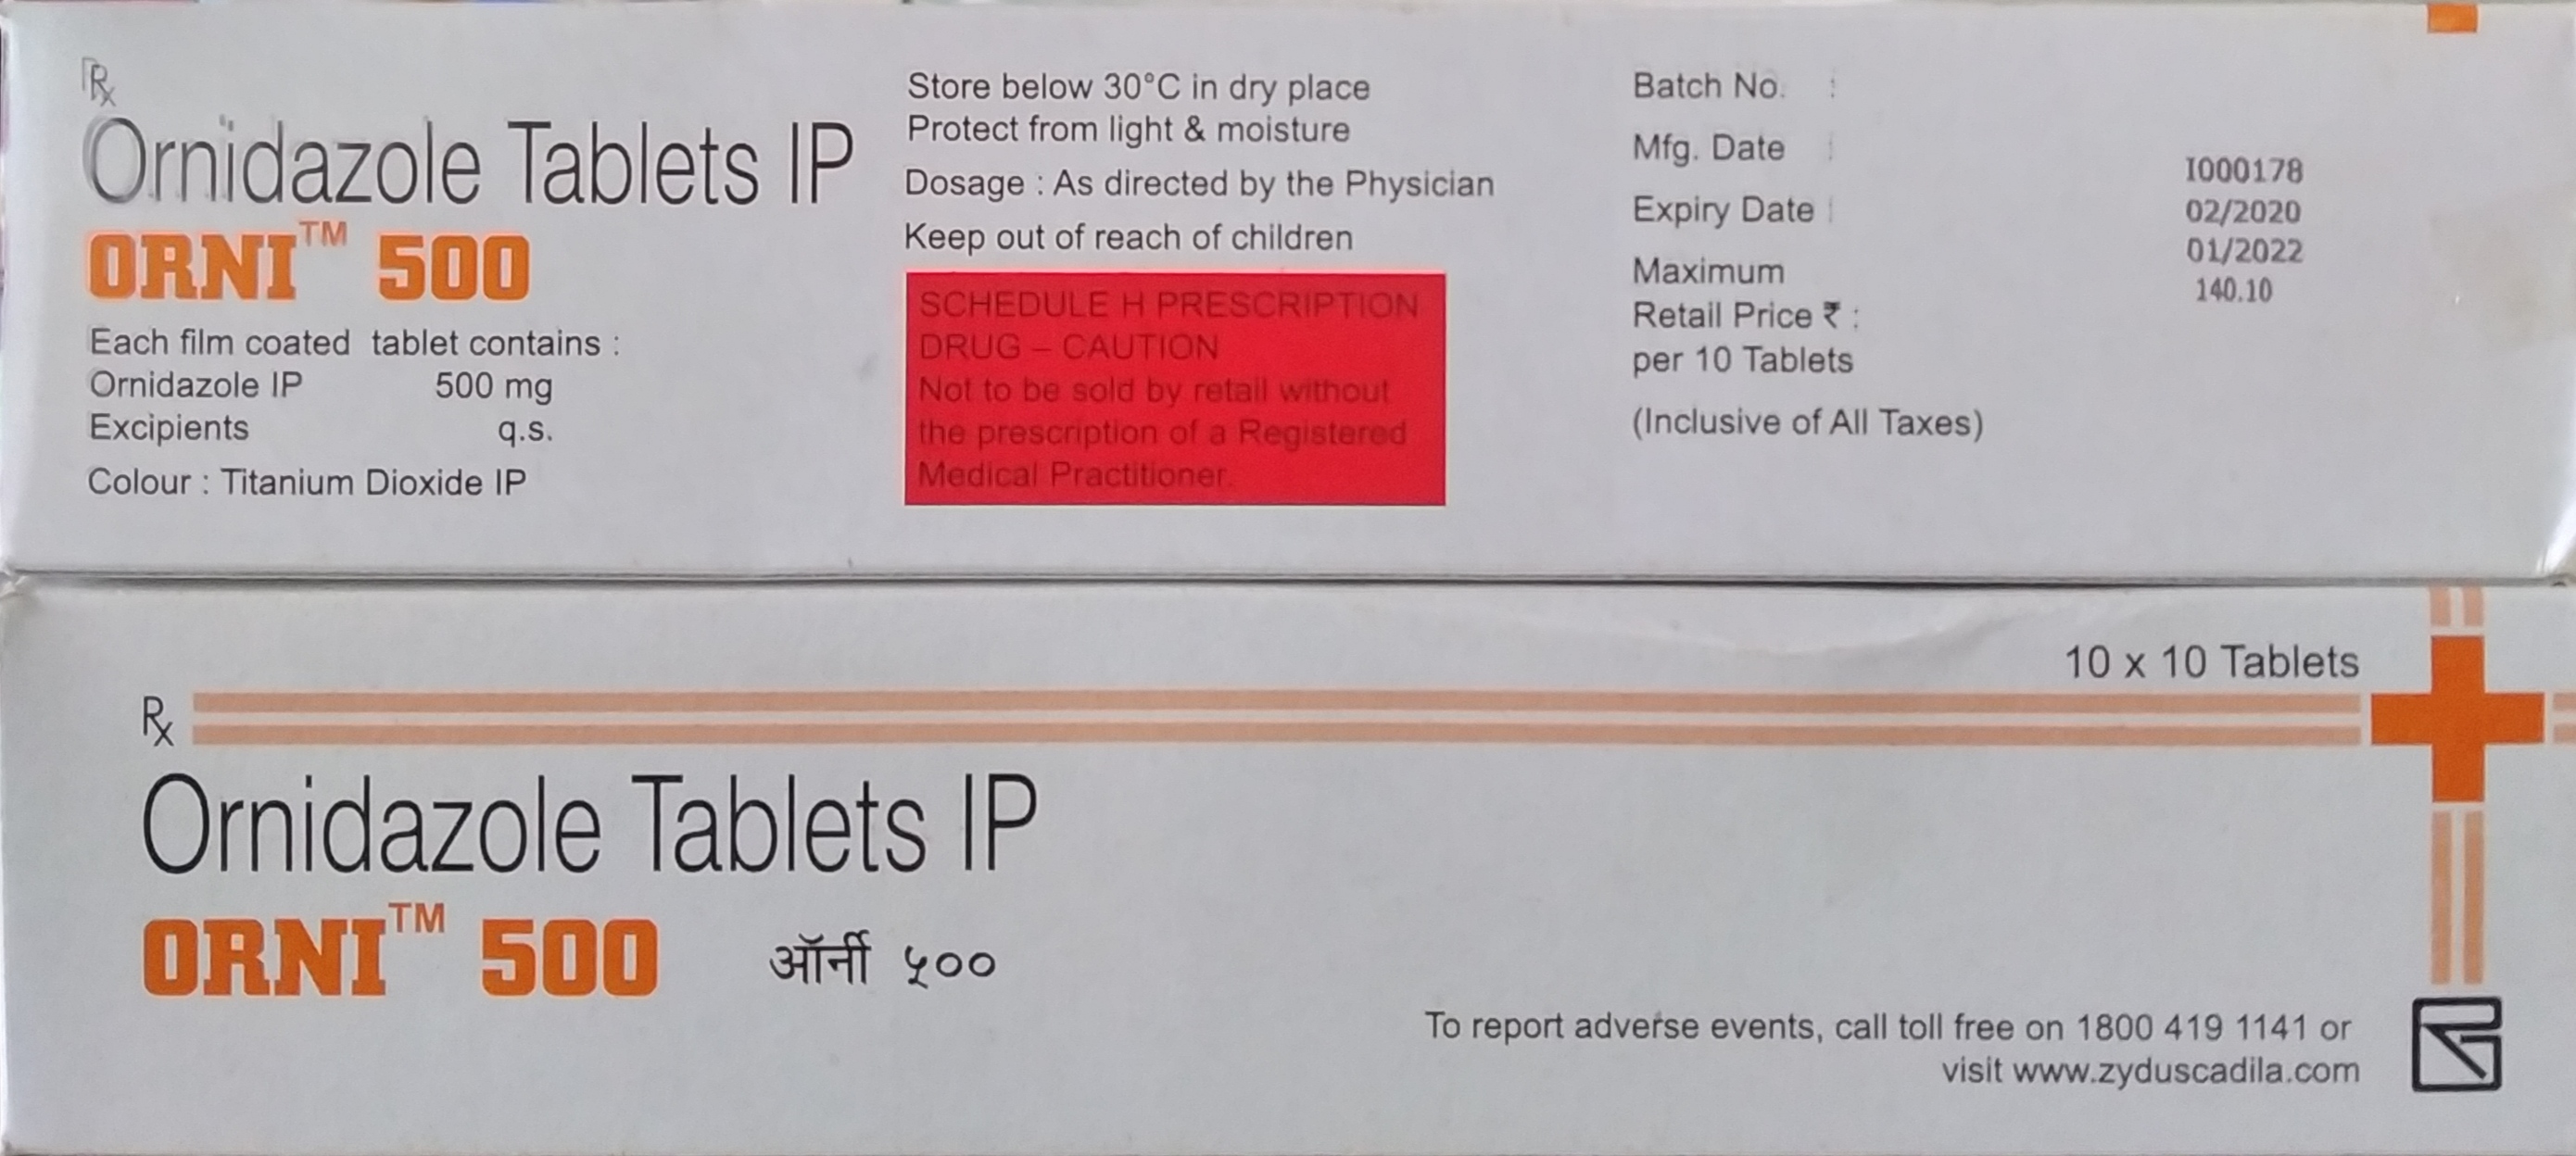 Rx
Ornidazole Tablets IP
ORNI™ 500
Each film coated tablet contains :
Ornidazole IP 500 mg
Excipients q.s.
Colour : Titanium Dioxide IP
Store below 30°C in dry place
Protect from light & moisture
Dosage : As directed by the Physician
Keep out of reach of children
SCHEDULE H PRESCRIPTION
DRUG – CAUTION
Not to be sold by retail without
the prescription of a Registered
Medical Practitioner.
Batch No. :
Mfg. Date :
Expiry Date :
Maximum
Retail Price ₹ :
per 10 Tablets
(Inclusive of All Taxes)
I000178
02/2020
01/2022
140.10
10 x 10 Tablets
Rx
Ornidazole Tablets IP
ORNI™ 500 ऑर्नी ५००
To report adverse events, call toll free on 1800 419 1141 or
visit www.zyduscadila.com